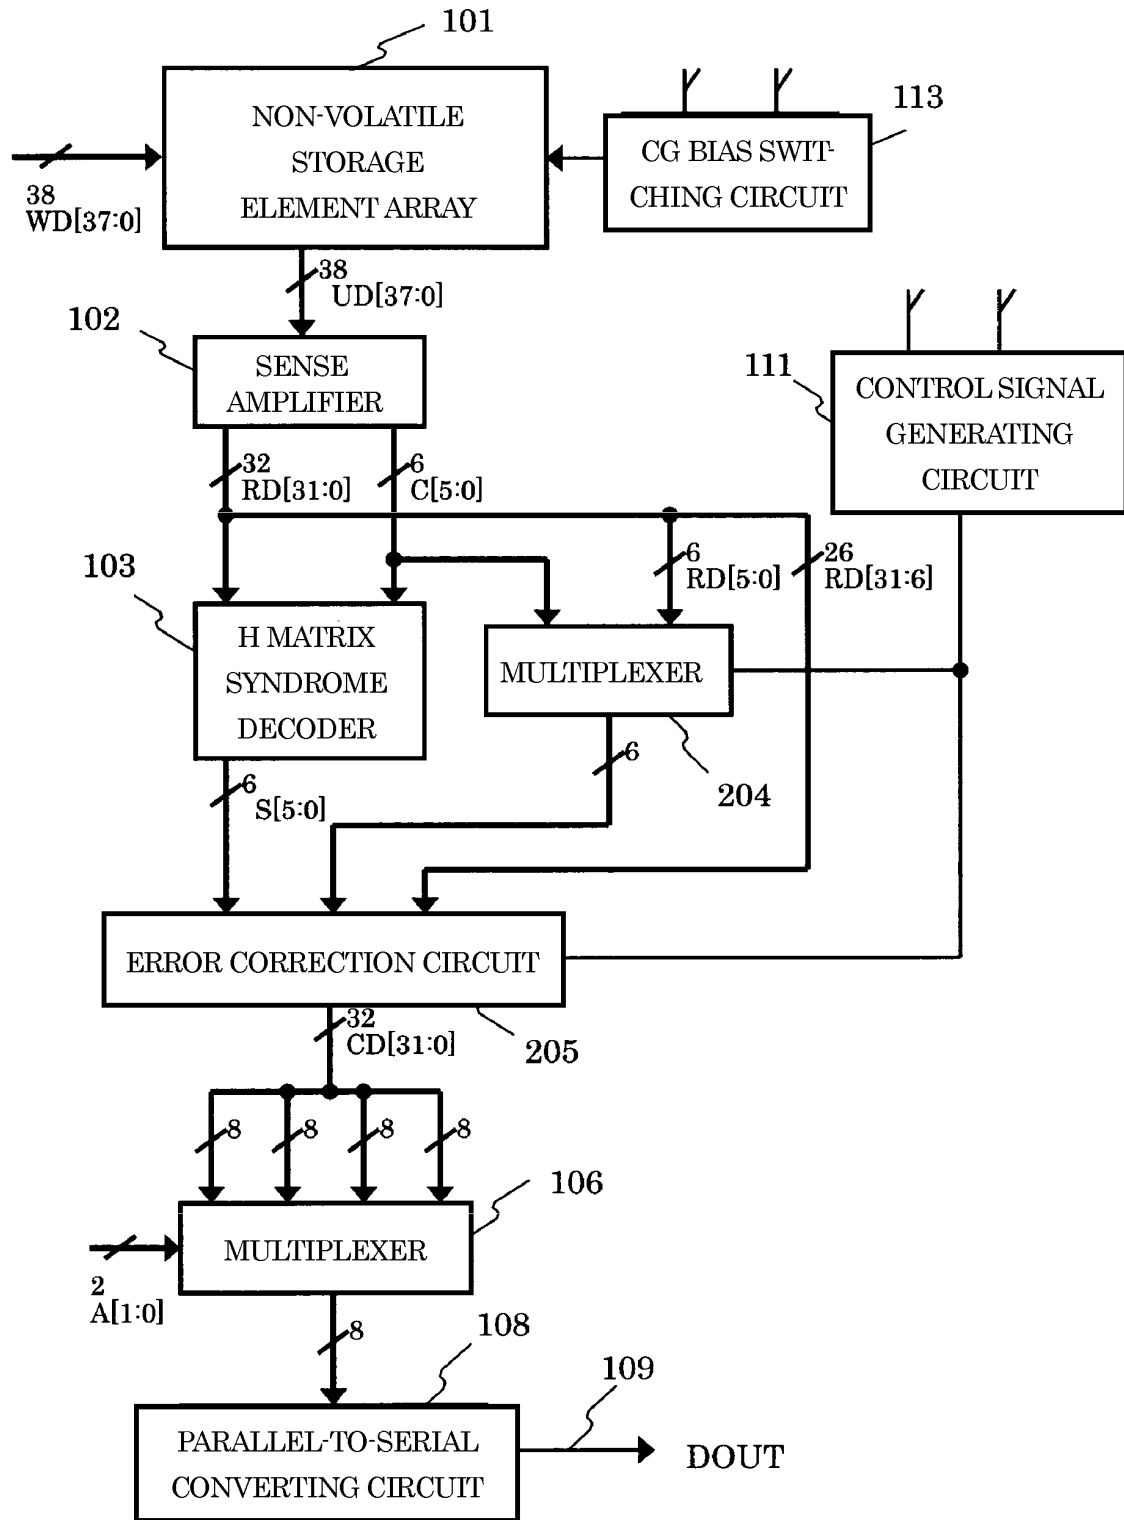 101
NON-VOLATILE
STORAGE
ELEMENT ARRAY
113
CG BIAS SWIT-
CHING CIRCUIT
38
WD[37:0]
38
UD[37:0]
102
SENSE
AMPLIFIER
111
CONTROL SIGNAL
GENERATING
CIRCUIT
32
RD[31:0]
6
C[5:0]
6
RD[5:0]
26
RD[31:6]
103
H MATRIX
SYNDROME
DECODER
MULTIPLEXER
204
6
6
S[5:0]
ERROR CORRECTION CIRCUIT
205
32
CD[31:0]
8
8
8
8
106
MULTIPLEXER
2
A[1:0]
8
108
109
PARALLEL-TO-SERIAL
CONVERTING CIRCUIT
DOUT